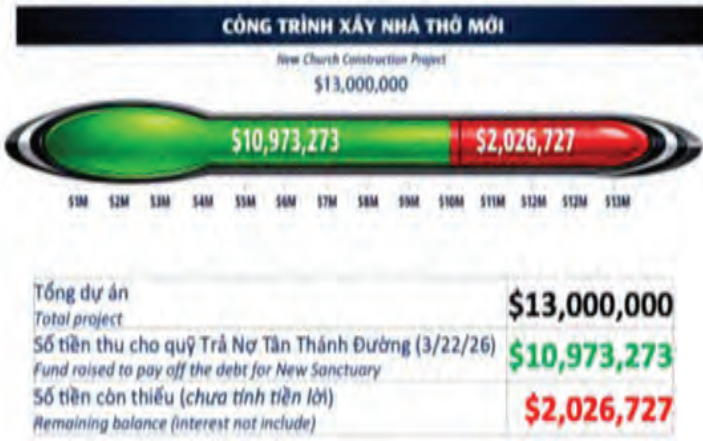 CÔNG TRÌNH XÂY NHÀ THỜ MỚI
New Church Construction Project
$13,000,000
$10,973,273 $2,026,727
$1M $2M $3M $4M $5M $6M $7M $8M $9M $10M $11M $12M $12M $13M
Tổng dự án $13,000,000
Total project
Số tiền thu cho quỹ Trả Nợ Tân Thánh Đường (3/22/26) $10,973,273
Fund raised to pay off the debt for New Sanctuary
Số tiền còn thiếu (chưa tính tiền lời) $2,026,727
Remaining balance (interest not include)